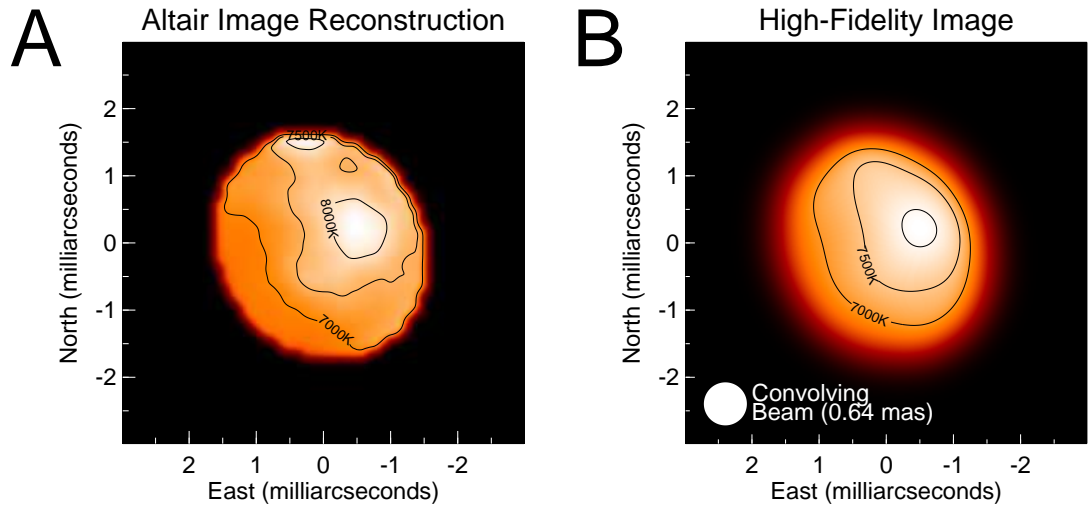 A
Altair Image Reconstruction
North (milliarcseconds)
2
1
0
-1
-2
7500K
8000K
7000K
2 1 0 -1 -2
East (milliarcseconds)
B
High-Fidelity Image
North (milliarcseconds)
2
1
0
-1
-2
7500K
7000K
Convolving
Beam (0.64 mas)
2 1 0 -1 -2
East (milliarcseconds)